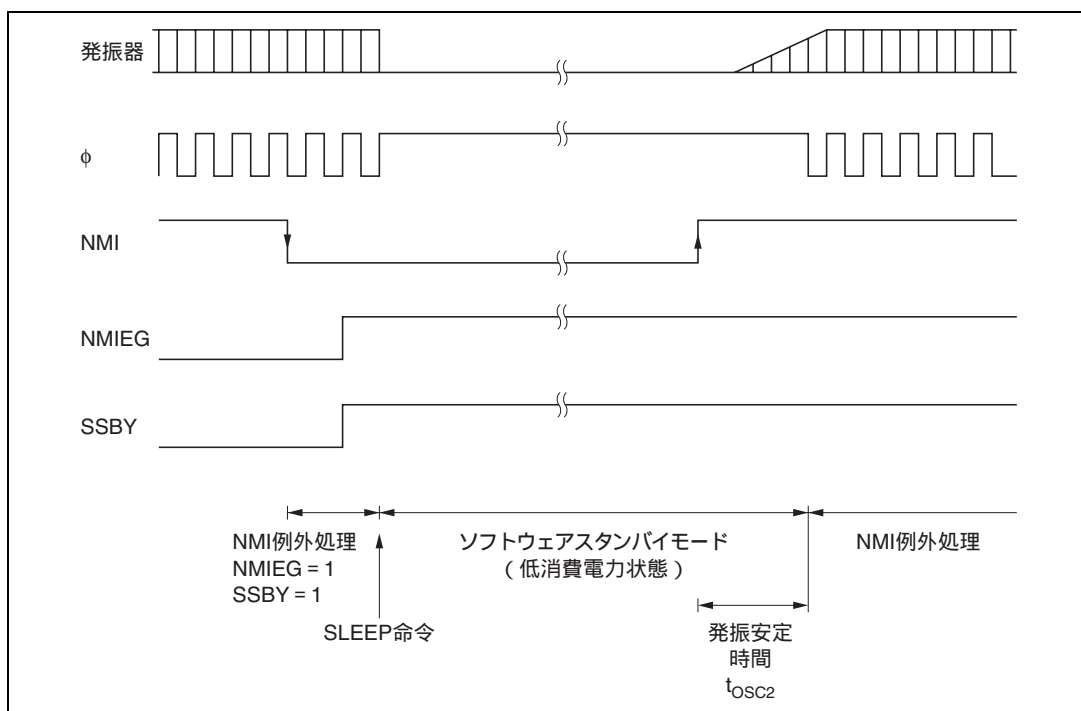 発振器
φ
NMI
NMIEG
SSBY
NMI例外処理
NMIEG = 1
SSBY = 1
SLEEP命令
ソフトウェアスタンバイモード
(低消費電力状態)
発振安定
時間
tOSC2
NMI例外処理